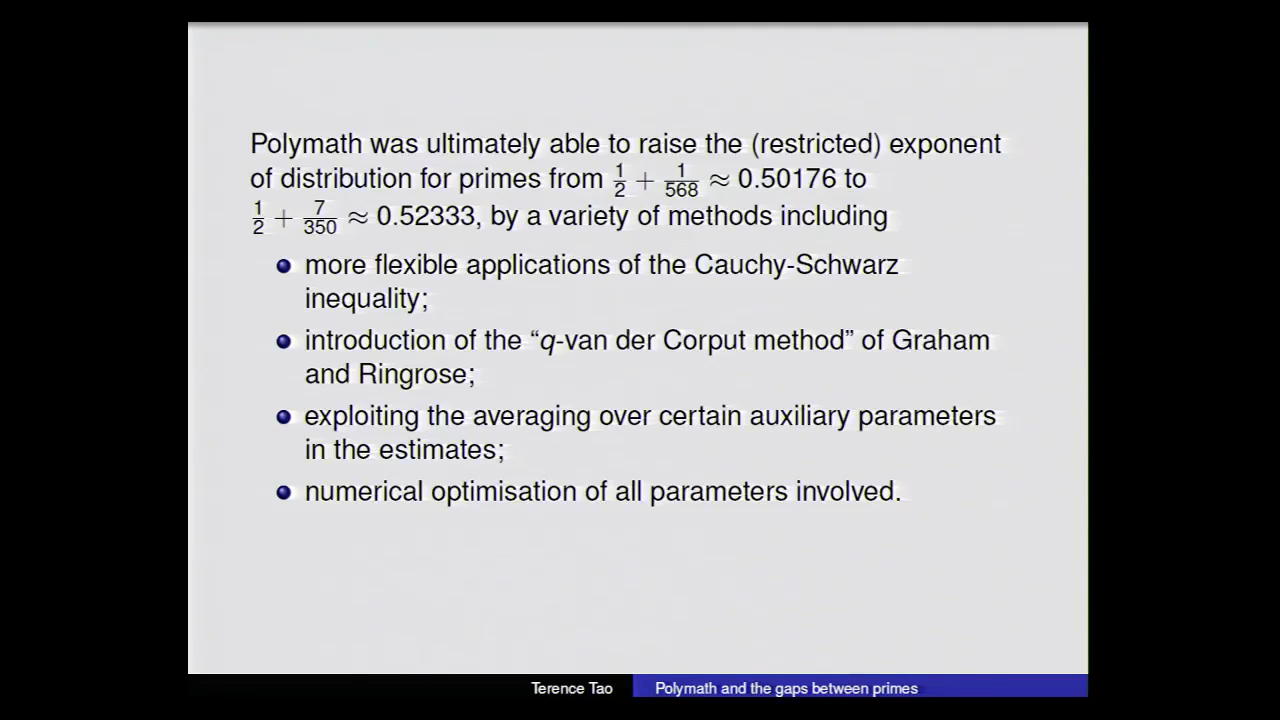 Polymath was ultimately able to raise the (restricted) exponent
of distribution for primes from 1/2 + 1/568 ≈ 0.50176 to
1/2 + 7/350 ≈ 0.52333, by a variety of methods including
more flexible applications of the Cauchy-Schwarz
inequality;
introduction of the “q-van der Corput method” of Graham
and Ringrose;
exploiting the averaging over certain auxiliary parameters
in the estimates;
numerical optimisation of all parameters involved.
Terence Tao Polymath and the gaps between primes